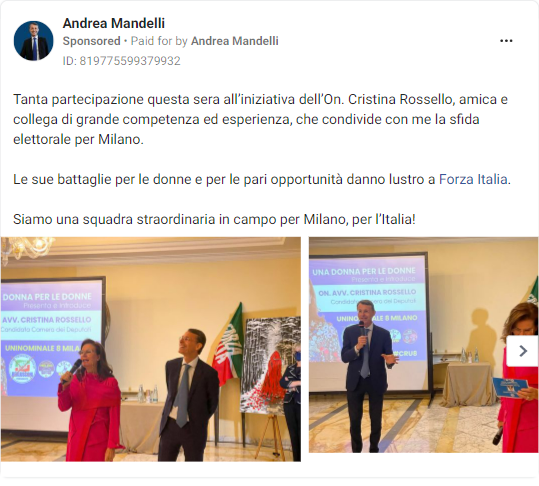 Andrea Mandelli
Sponsored • Paid for by Andrea Mandelli
ID: 819775599379932
Tanta partecipazione questa sera all'iniziativa dell'On. Cristina Rossello, amica e
collega di grande competenza ed esperienza, che condivide con me la sfida
elettorale per Milano.
Le sue battaglie per le donne e per le pari opportunità danno lustro a Forza Italia.
Siamo una squadra straordinaria in campo per Milano, per l'Italia!
DONNA PER LE DONNE
Presenta e introduce
AVV. CRISTINA ROSSELLO
Candidata Camera dei Deputati
UNINOMINALE 8 MILANO
UNA DONNA PER LE DONNE
Presenta e introduce
ON. AVV. CRISTINA ROSSELLO
Candidata Camera dei Deputati
UNINOMINALE 8 MILANO